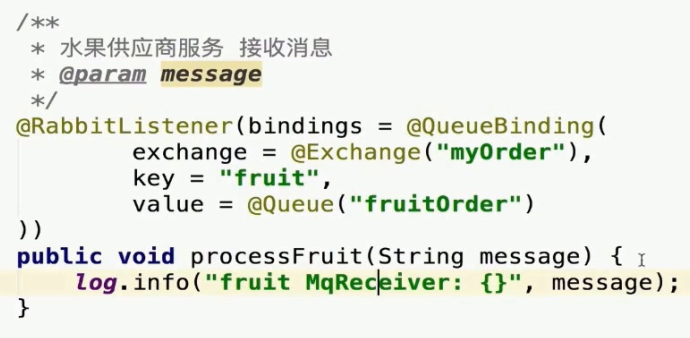 /**
 * 水果供应商服务 接收消息
 * @param message
 */
@RabbitListener(bindings = @QueueBinding(
        exchange = @Exchange("myOrder"),
        key = "fruit",
        value = @Queue("fruitOrder")
))
public void processFruit(String message) {
    log.info("fruit MqReceiver: {}", message);
}